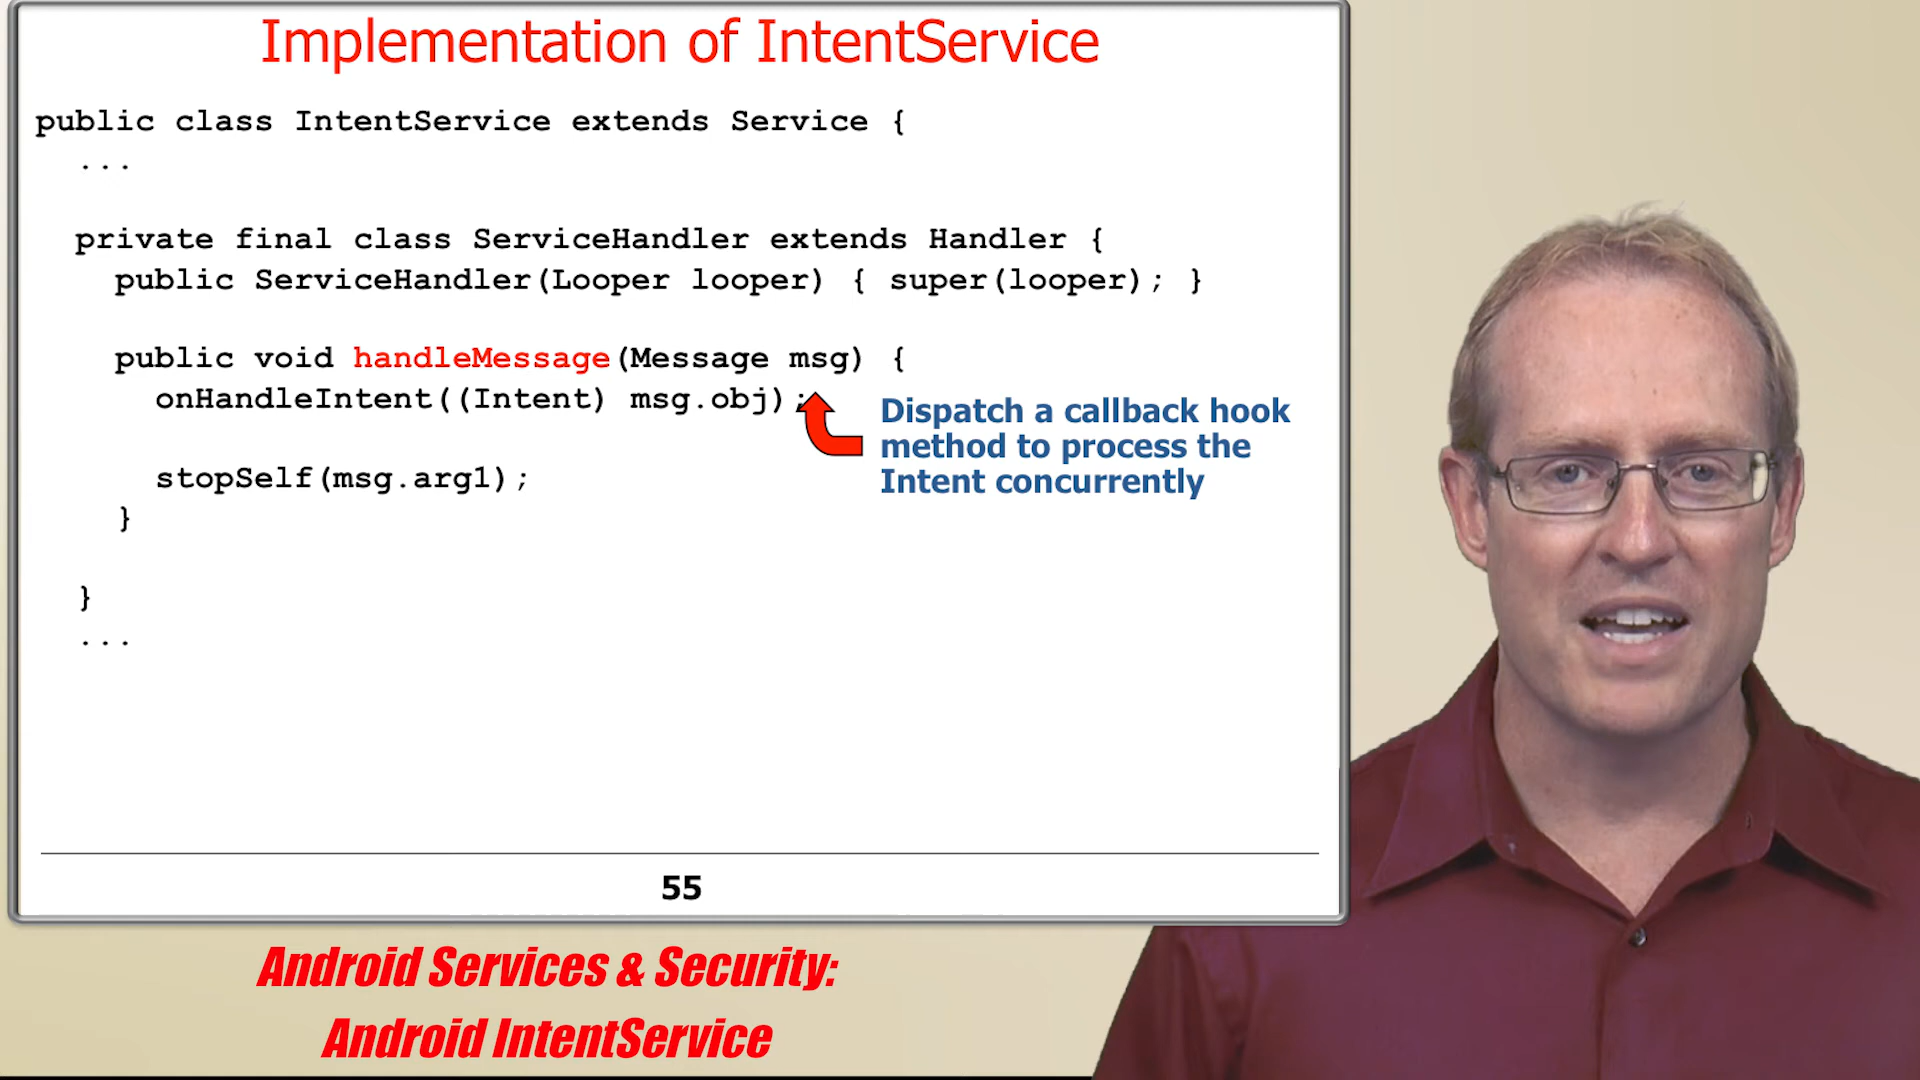 Implementation of IntentService
public class IntentService extends Service {
...
private final class ServiceHandler extends Handler {
public ServiceHandler(Looper looper) { super(looper); }
public void handleMessage(Message msg) {
onHandleIntent((Intent) msg.obj);
Dispatch a callback hook
method to process the
Intent concurrently
stopSelf(msg.arg1);
}
}
...
55
Android Services & Security:
Android IntentService